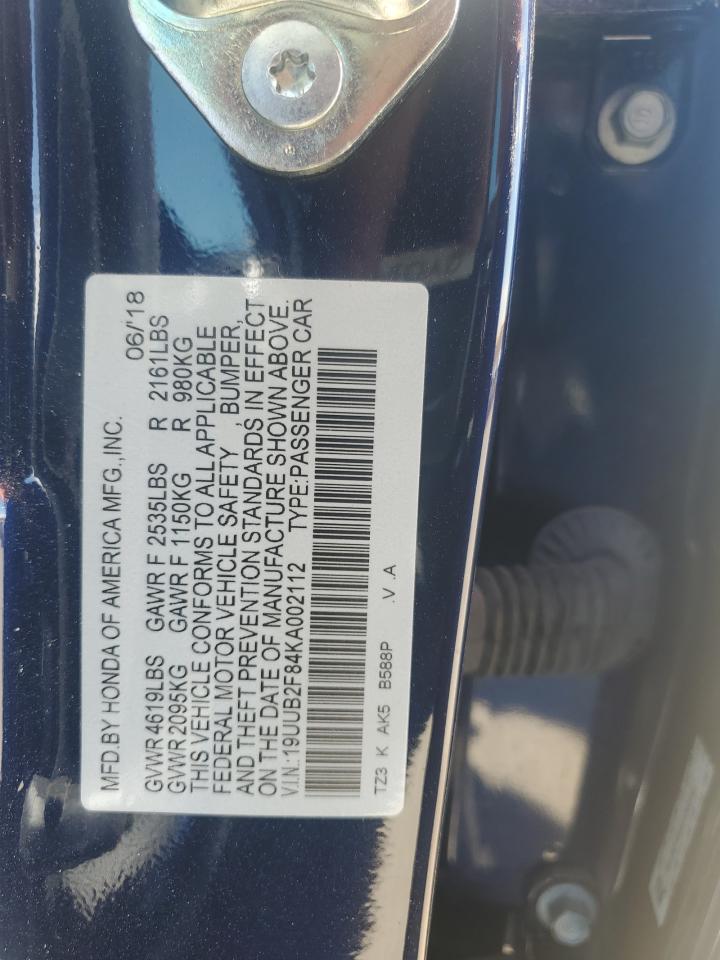 MFD.BY HONDA OF AMERICA MFG.,INC. 06/'18
GVWR 4619LBS GAWR F 2535LBS R 2161LBS
GVWR 2095KG GAWR F 1150KG R 980KG
THIS VEHICLE CONFORMS TO ALL APPLICABLE
FEDERAL MOTOR VEHICLE SAFETY , BUMPER,
AND THEFT PREVENTION STANDARDS IN EFFECT
ON THE DATE OF MANUFACTURE SHOWN ABOVE.
V.I.N.:19UUB2F84KA002112 TYPE:PASSENGER CAR
TZ3 K AK5 B588P .V .A